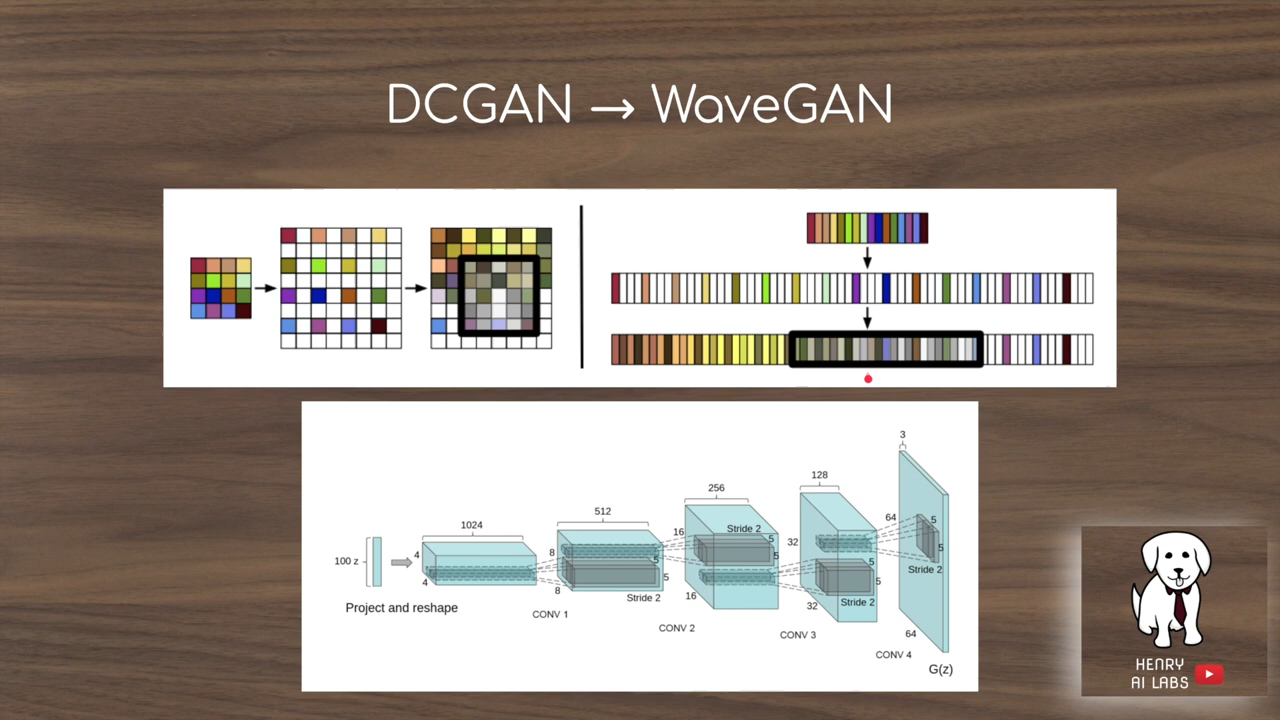 DCGAN → WaveGAN
3
128
256
512
1024
64
5
16
Stride 2
5
32
5
5
100 z
4
8
5
5
Stride 2
4
8
5
Stride 2
16
5
Stride 2
32
Project and reshape
CONV 1
CONV 2
CONV 3
64
CONV 4
G(z)
HENRY
AI LABS